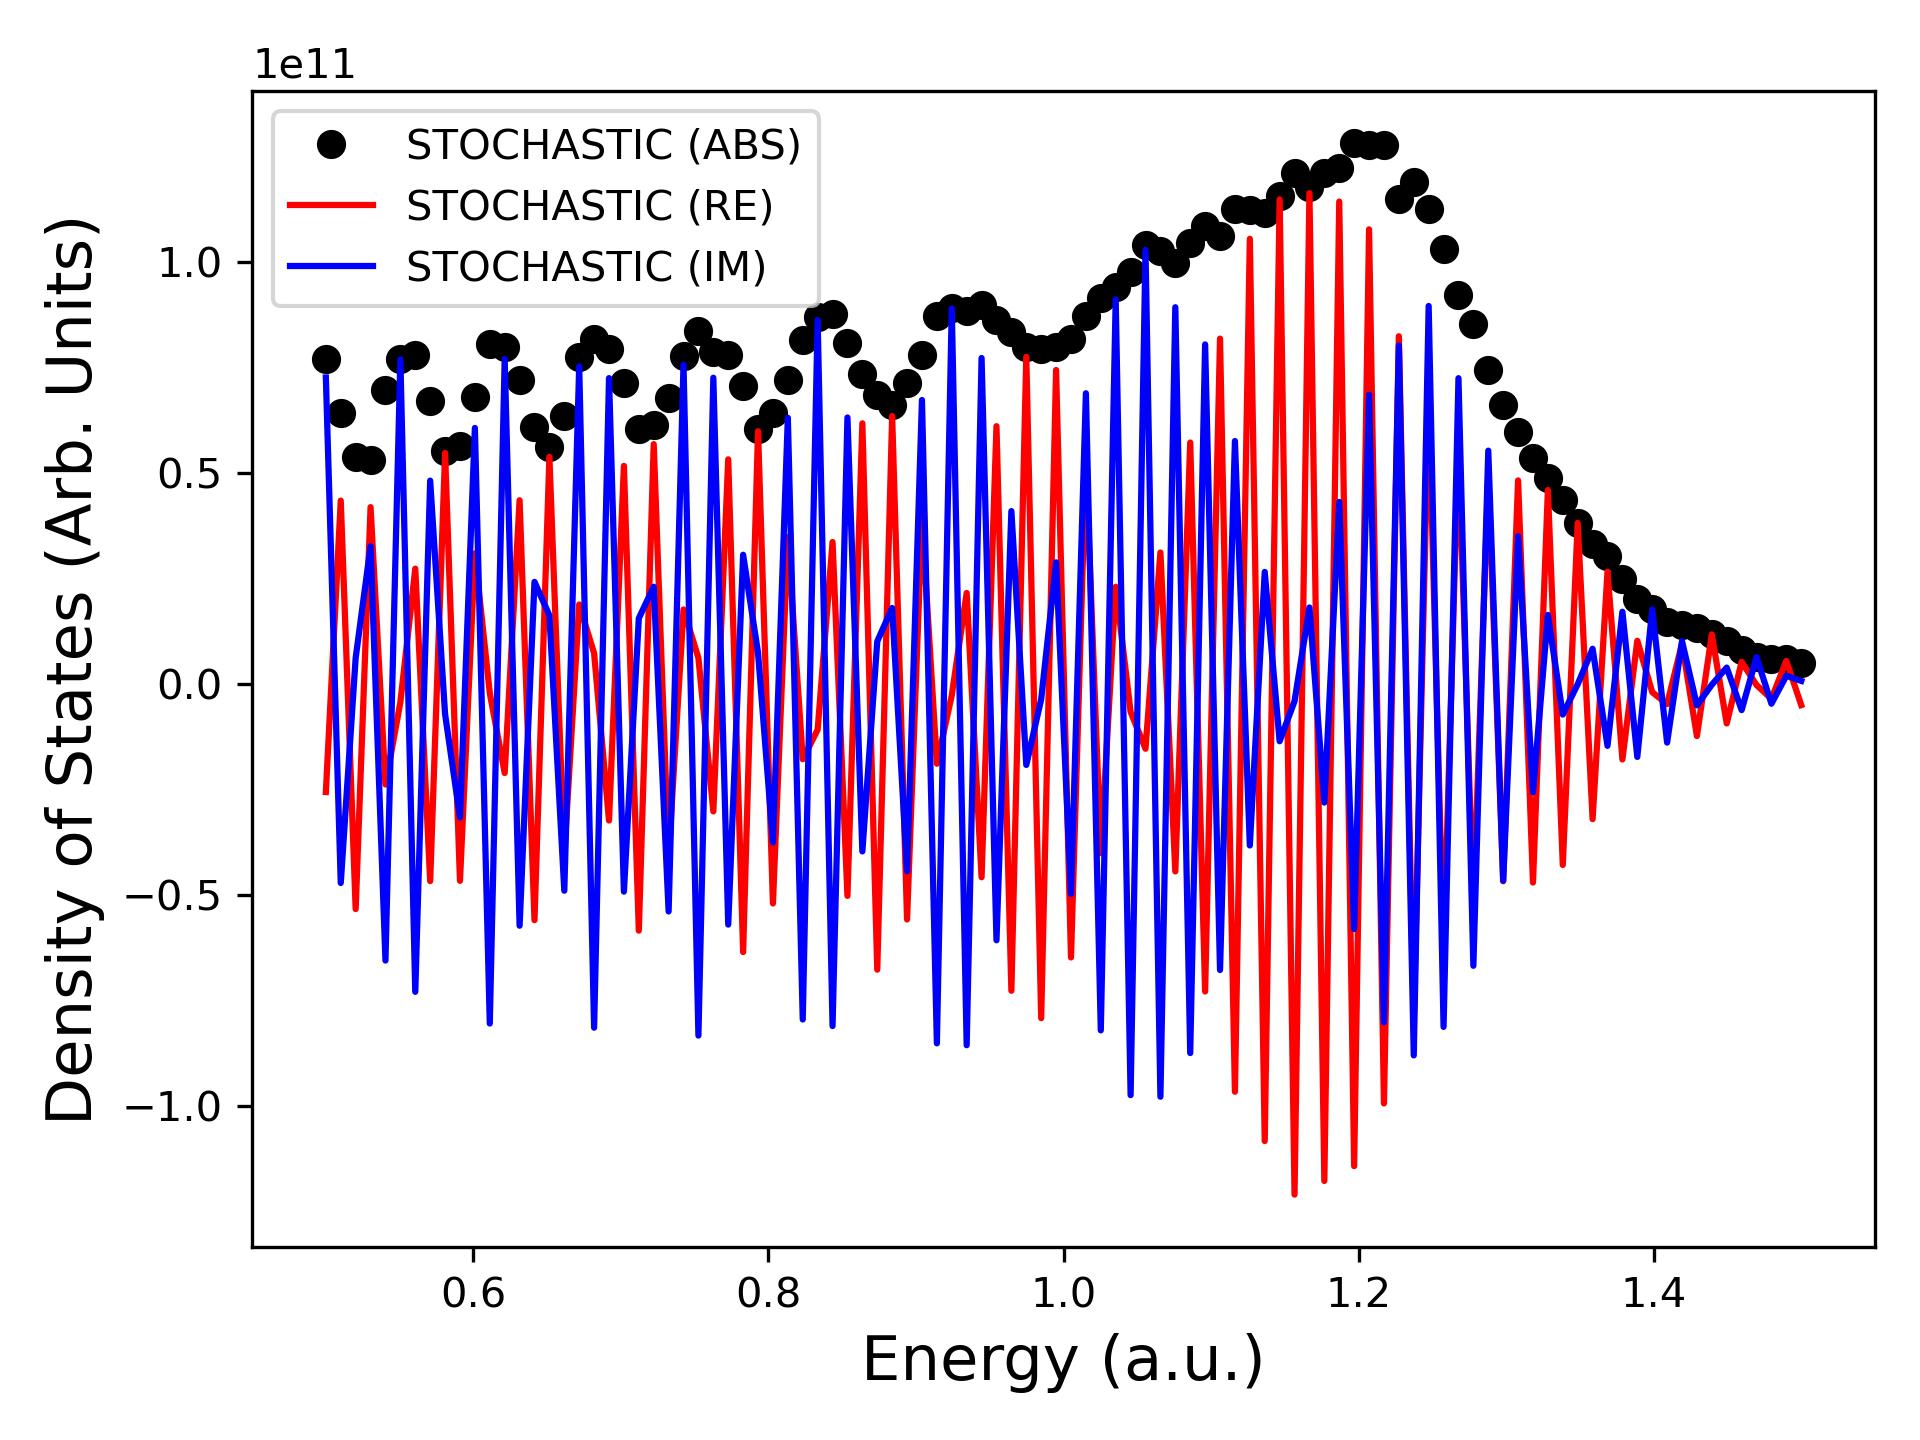 1e11
STOCHASTIC (ABS)
STOCHASTIC (RE)
STOCHASTIC (IM)
Density of States (Arb. Units)
1.0
0.5
0.0
−0.5
−1.0
0.6 0.8 1.0 1.2 1.4
Energy (a.u.)